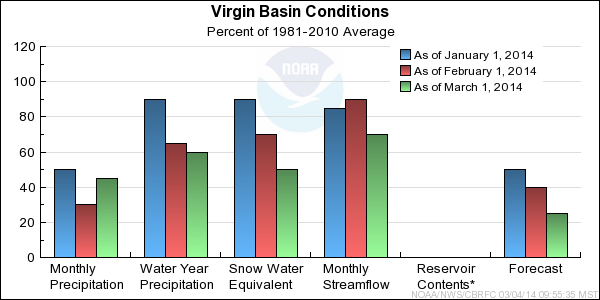 Virgin Basin Conditions
Percent of 1981-2010 Average
120
100
80
60
40
20
0
NOAA
As of January 1, 2014
As of February 1, 2014
As of March 1, 2014
Monthly
Precipitation
Water Year
Precipitation
Snow Water
Equivalent
Monthly
Streamflow
Reservoir
Contents*
Forecast
NOAA/NWS/CBRFC 03/04/14 09:55:35 MST